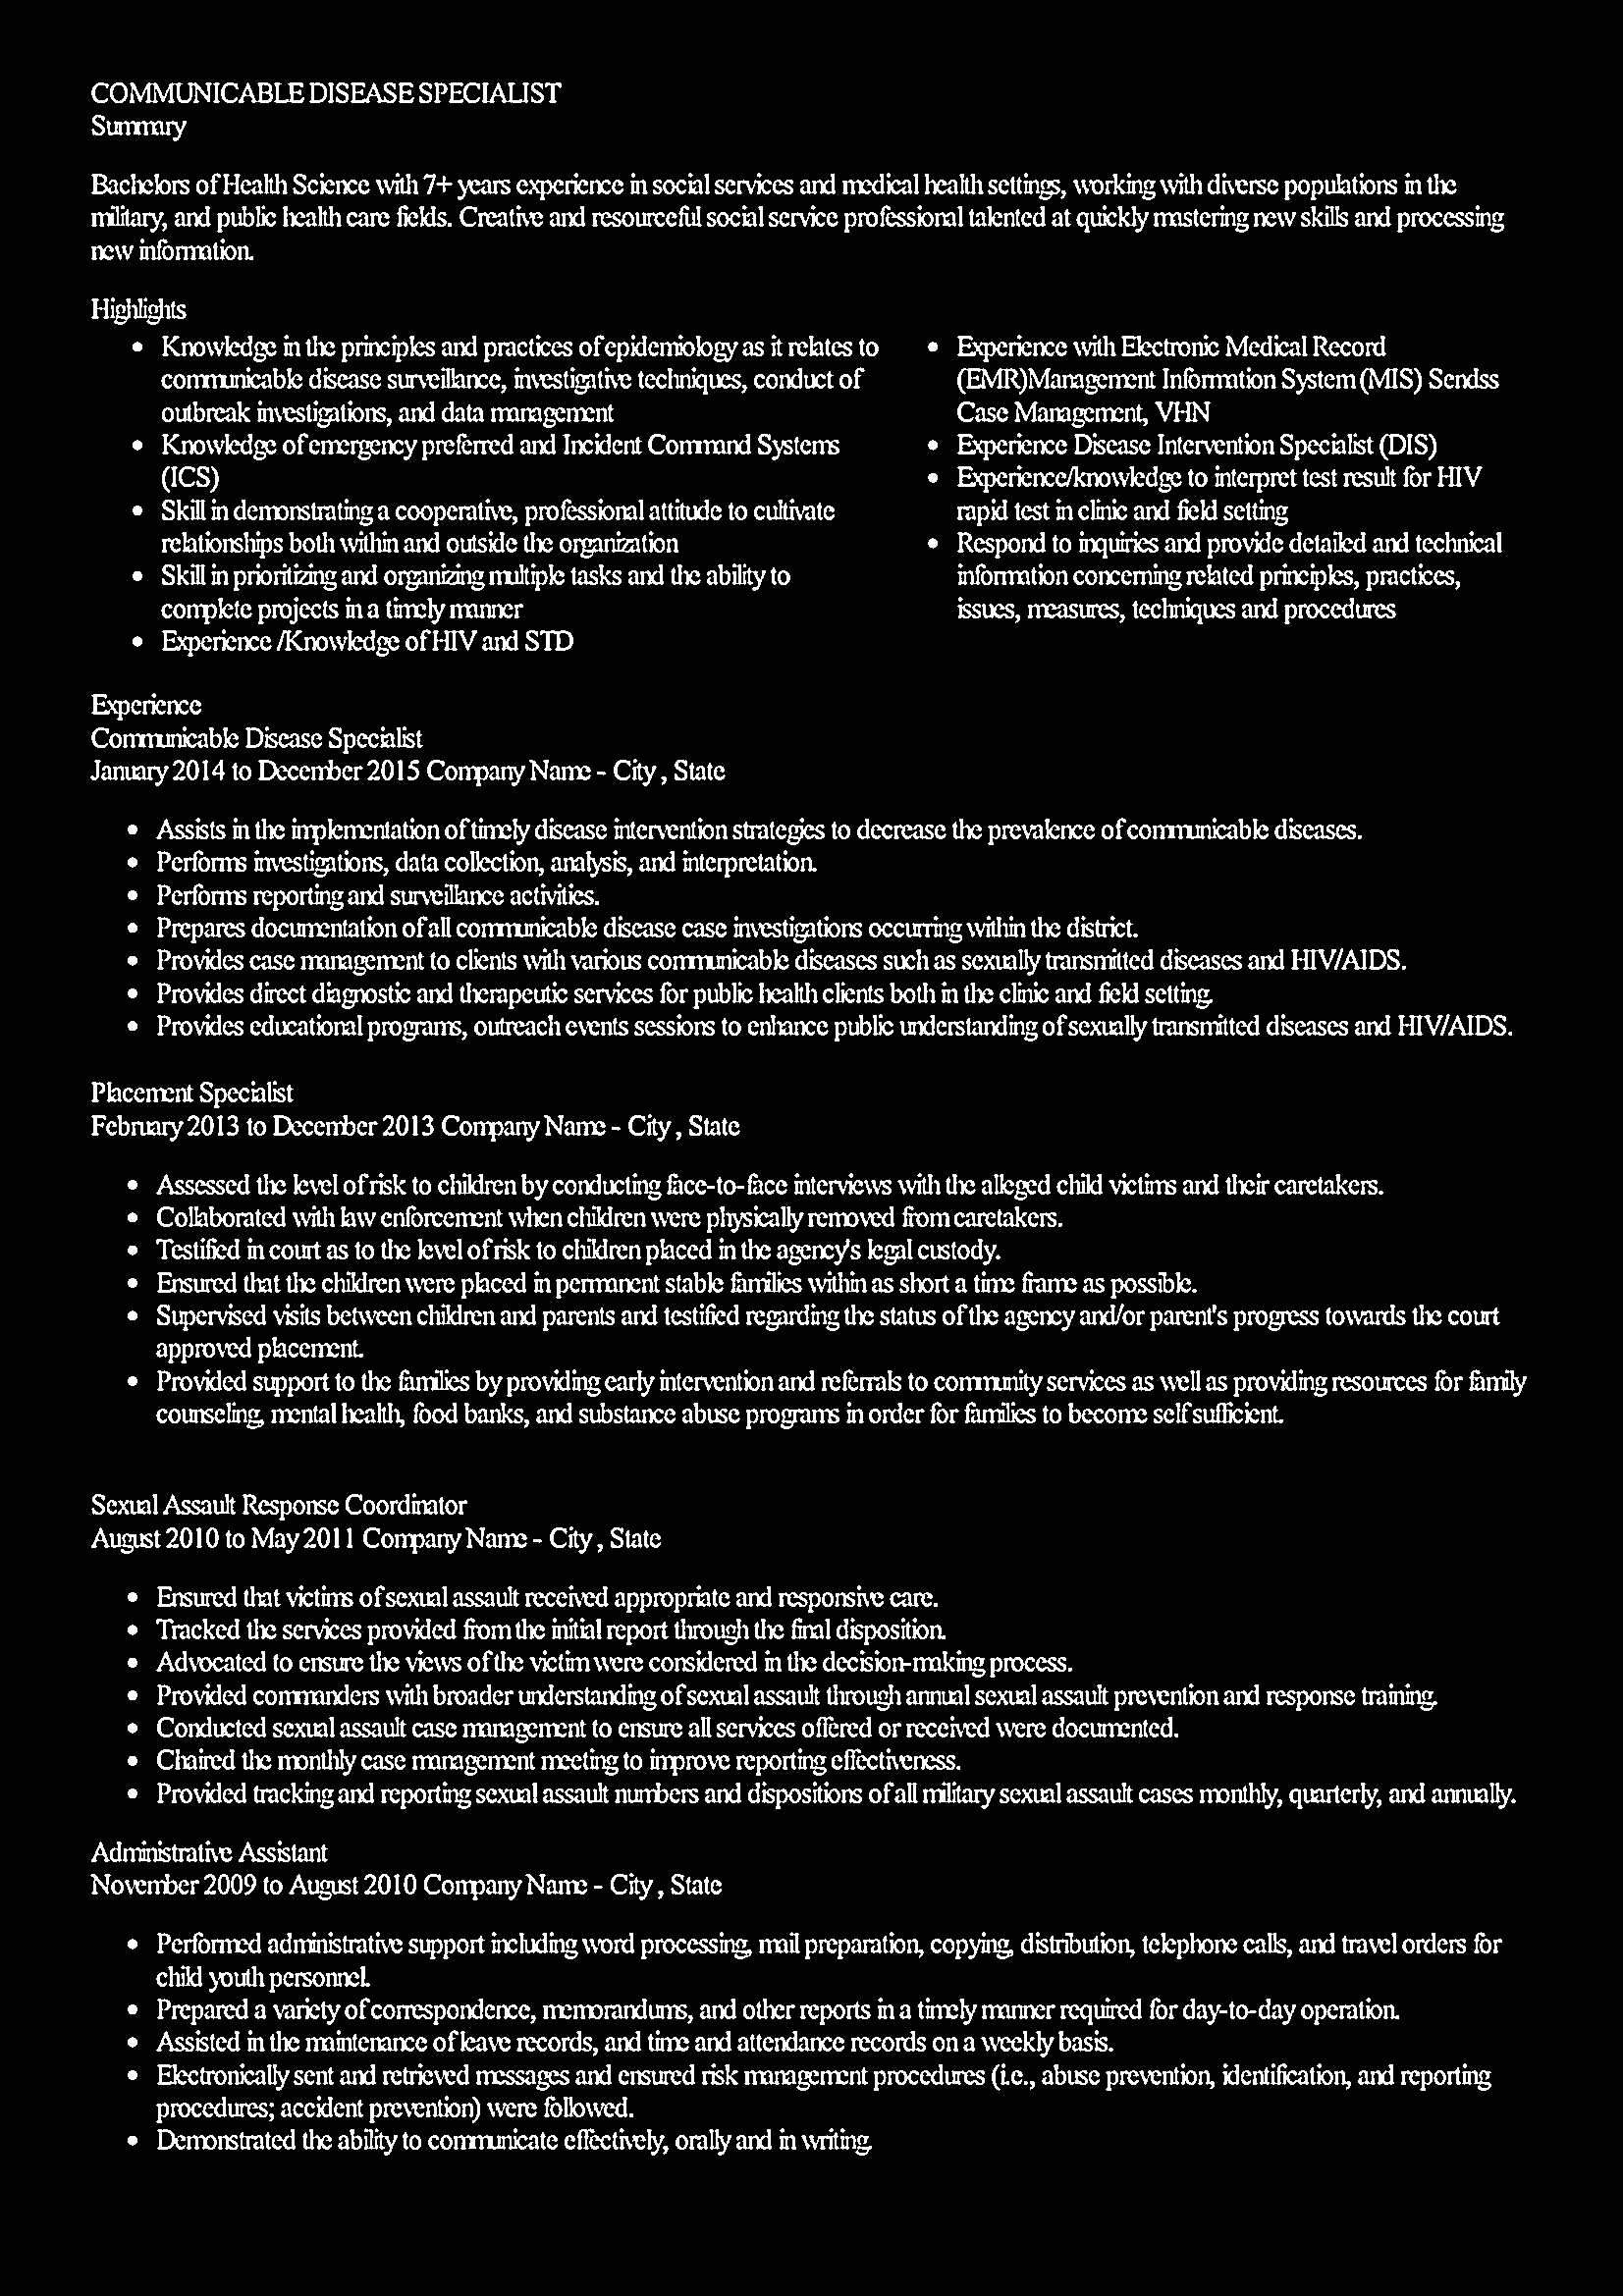 COMMUNICABLE DISEASE SPECIALIST
Summary
Bachelors of Health Science with 7+ years experience in social services and medical health settings, working with diverse populations in the
military, and public health care fields. Creative and resourceful social service professional talented at quickly mastering new skills and processing
new information.
Highlights
• Knowledge in the principles and practices of epidemiology as it relates to
communicable disease surveillance, investigative techniques, conduct of
outbreak investigations, and data management
• Knowledge of emergency preferred and Incident Command Systems
(ICS)
• Skill in demonstrating a cooperative, professional attitude to cultivate
relationships both within and outside the organization
• Skill in prioritizing and organizing multiple tasks and the ability to
complete projects in a timely manner
• Experience /Knowledge of HIV and STD
• Experience with Electronic Medical Record
(EMR)Management Information System (MIS) Sendss
Case Management, VHN
• Experience Disease Intervention Specialist (DIS)
• Experience/knowledge to interpret test result for HIV
rapid test in clinic and field setting
• Respond to inquiries and provide detailed and technical
information concerning related principles, practices,
issues, measures, techniques and procedures
Experience
Communicable Disease Specialist
January 2014 to December 2015 Company Name - City , State
• Assists in the implementation of timely disease intervention strategies to decrease the prevalence of communicable diseases.
• Performs investigations, data collection, analysis, and interpretation.
• Performs reporting and surveillance activities.
• Prepares documentation of all communicable disease case investigations occurring within the district.
• Provides case management to clients with various communicable diseases such as sexually transmitted diseases and HIV/AIDS.
• Provides direct diagnostic and therapeutic services for public health clients both in the clinic and field setting.
• Provides educational programs, outreach events sessions to enhance public understanding of sexually transmitted diseases and HIV/AIDS.
Placement Specialist
February 2013 to December 2013 Company Name - City , State
• Assessed the level of risk to children by conducting face-to-face interviews with the alleged child victims and their caretakers.
• Collaborated with law enforcement when children were physically removed from caretakers.
• Testified in court as to the level of risk to children placed in the agency's legal custody.
• Ensured that the children were placed in permanent stable families within as short a time frame as possible.
• Supervised visits between children and parents and testified regarding the status of the agency and/or parent's progress towards the court
approved placement.
• Provided support to the families by providing early intervention and referrals to community services as well as providing resources for family
counseling, mental health, food banks, and substance abuse programs in order for families to become self sufficient.
Sexual Assault Response Coordinator
August 2010 to May 2011 Company Name - City , State
• Ensured that victims of sexual assault received appropriate and responsive care.
• Tracked the services provided from the initial report through the final disposition.
• Advocated to ensure the views of the victim were considered in the decision-making process.
• Provided commanders with broader understanding of sexual assault through annual sexual assault prevention and response training.
• Conducted sexual assault case management to ensure all services offered or received were documented.
• Chaired the monthly case management meeting to improve reporting effectiveness.
• Provided tracking and reporting sexual assault numbers and dispositions of all military sexual assault cases monthly, quarterly, and annually.
Administrative Assistant
November 2009 to August 2010 Company Name - City , State
• Performed administrative support including word processing, mail preparation, copying, distribution, telephone calls, and travel orders for
child youth personnel.
• Prepared a variety of correspondence, memorandums, and other reports in a timely manner required for day-to-day operation.
• Assisted in the maintenance of leave records, and time and attendance records on a weekly basis.
• Electronically sent and retrieved messages and ensured risk management procedures (i.e., abuse prevention, identification, and reporting
procedures; accident prevention) were followed.
• Demonstrated the ability to communicate effectively, orally and in writing.